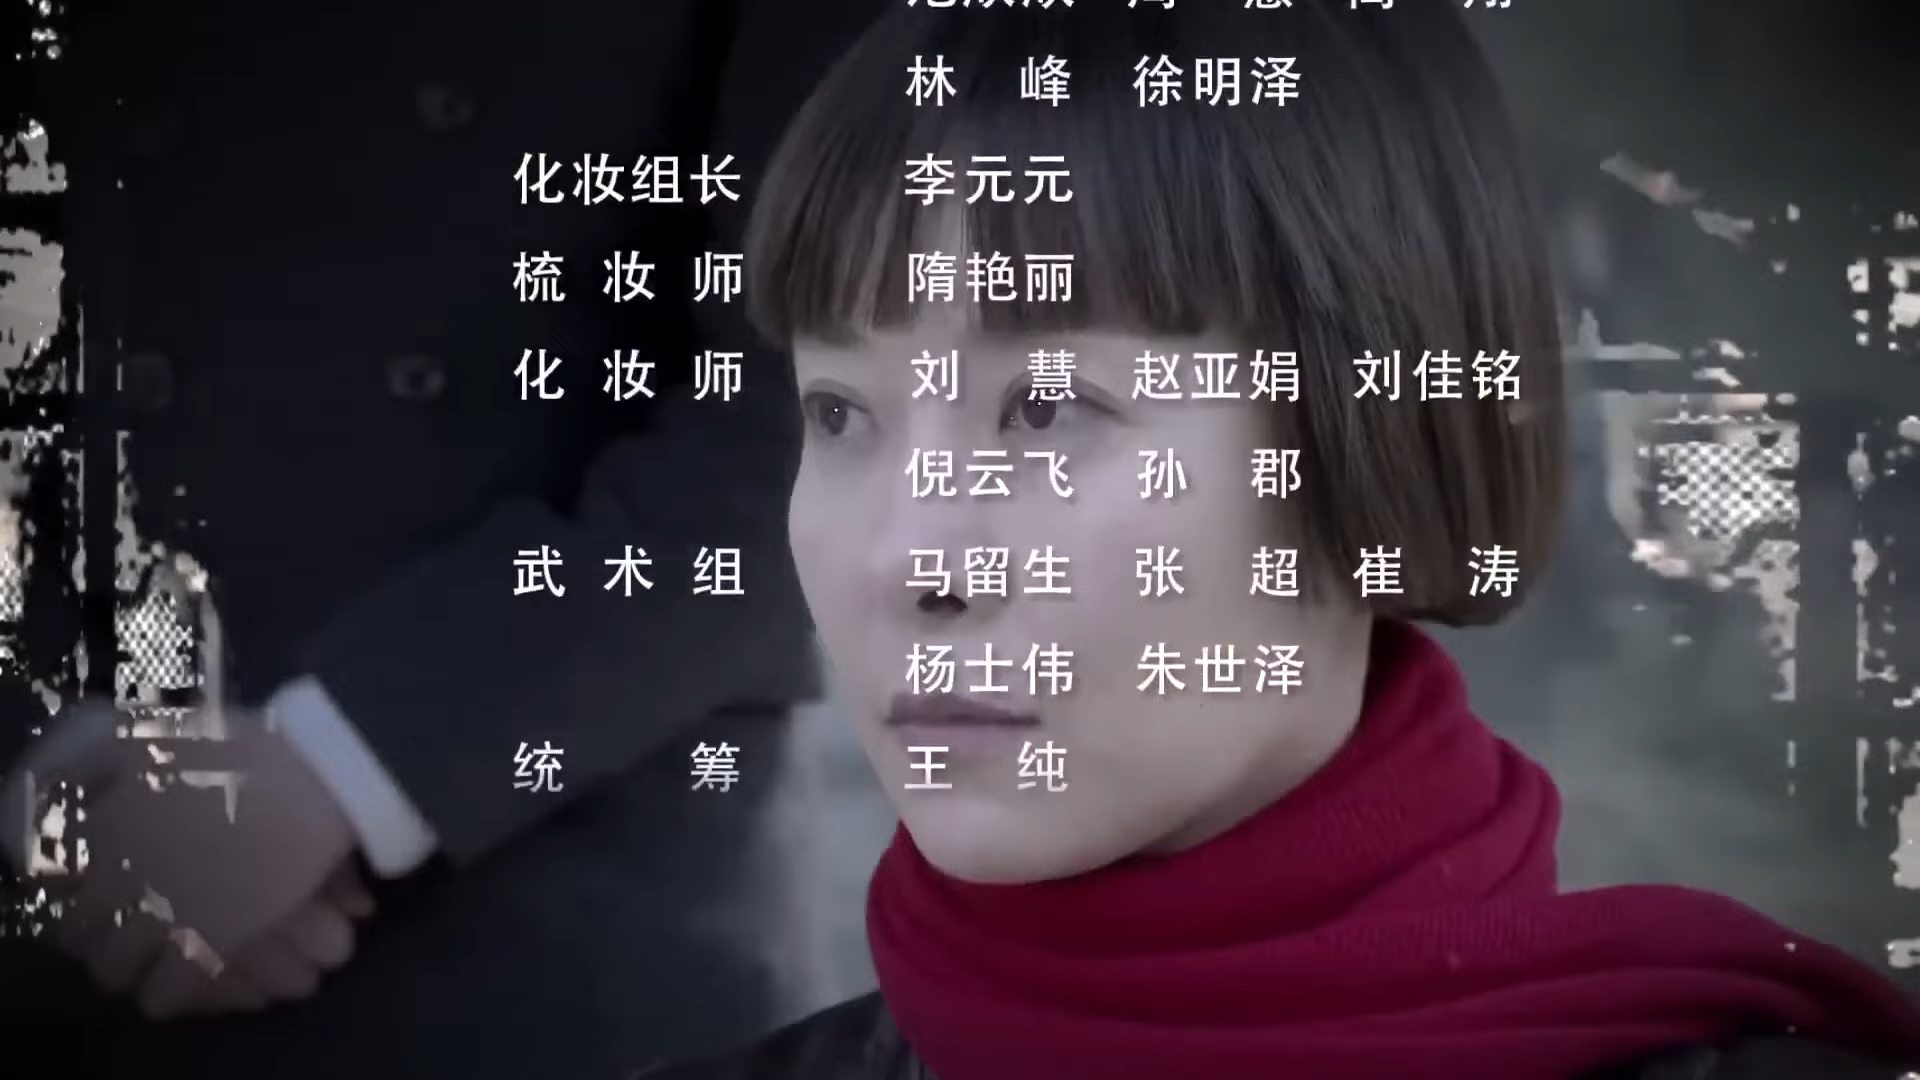 林 峰 徐明泽
化妆组长 李元元
梳妆师 隋艳丽
化妆师 刘 慧 赵亚娟 刘佳铭
倪云飞 孙 郡
武术组 马留生 张 超 崔 涛
杨士伟 朱世泽
统 筹 王 纯